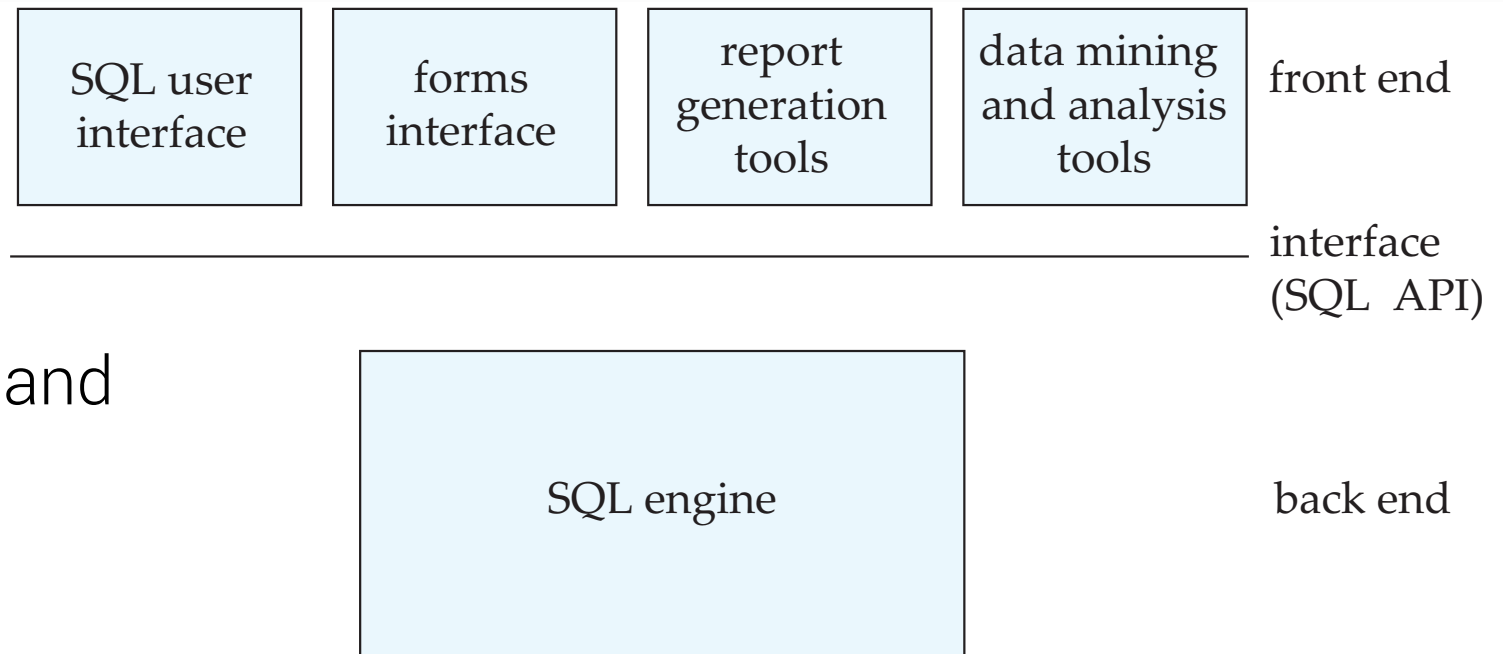 SQL user
interface
forms
interface
report
generation
tools
data mining
and analysis
tools
front end
interface
(SQL API)
and
SQL engine
back end